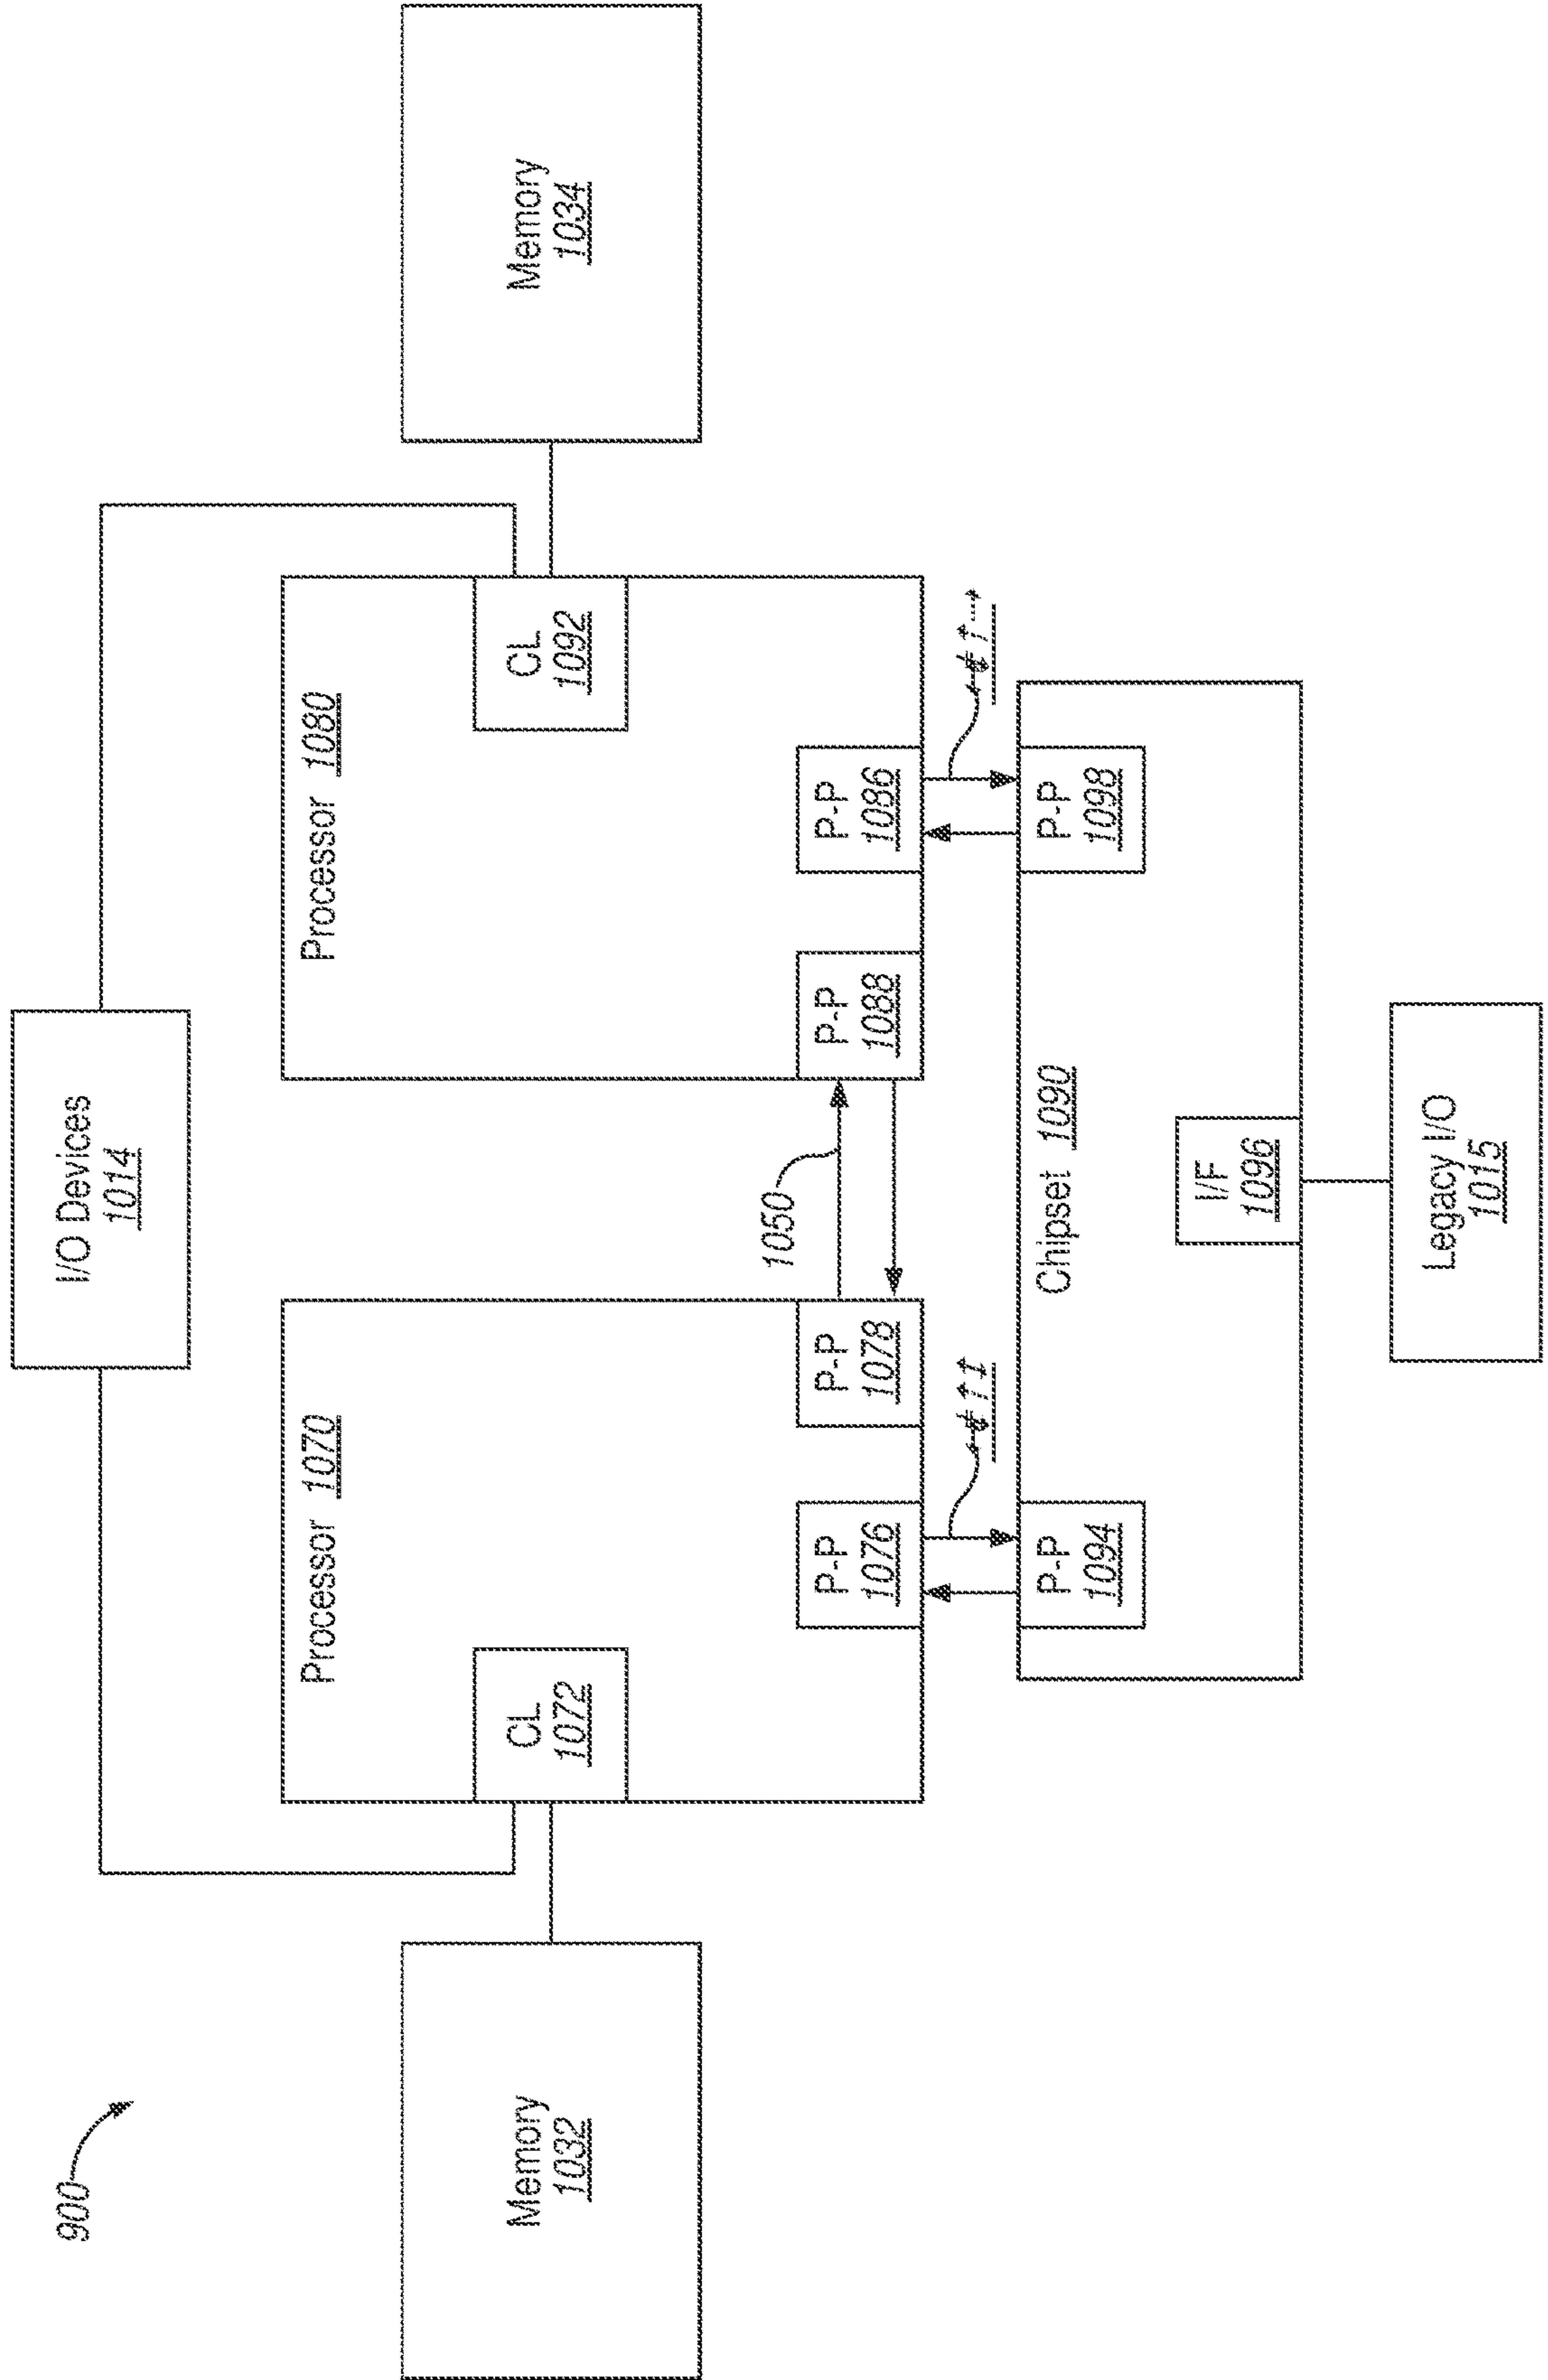 900
I/O Devices
1014
Processor 1070
Processor 1080
Memory
1032
CL
1072
CL
1092
Memory
1034
1050
P-P
1076
P-P
1078
P-P
1088
P-P
1086
Chipset 1090
P-P
1094
P-P
1098
I/F
1096
Legacy I/O
1015